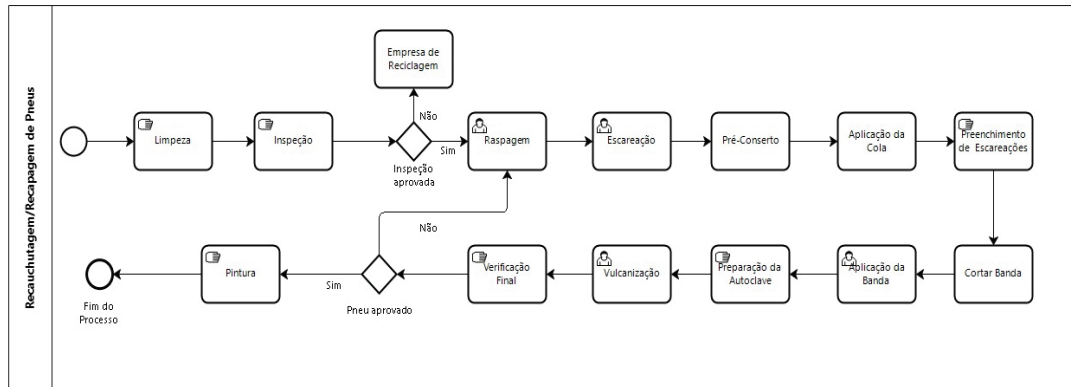 Recauchutagem/Recapagem de Pneus
Empresa de
Reciclagem
Não
Limpeza
Inspeção
Inspeção
aprovada
Sim
Raspagem
Escareação
Pré-Conserto
Aplicação da
Cola
Preenchimento
de Escareações
Não
Fim do
Processo
Pintura
Sim
Pneu aprovado
Verificação
Final
Vulcanização
Preparação da
Autoclave
Aplicação da
Banda
Cortar Banda